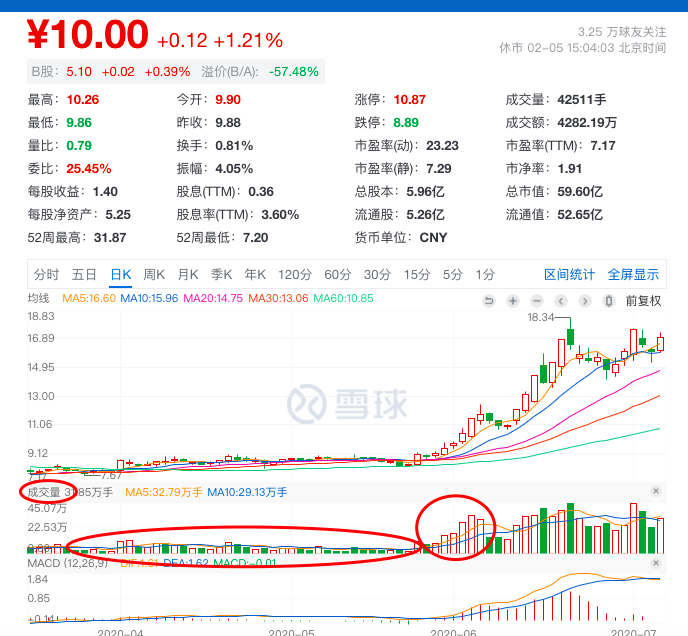 ¥10.00 +0.12 +1.21%
3.25 万球友关注
休市 02-05 15:04:03 北京时间
B股: 5.10 +0.02 +0.39% 溢价(B/A): -57.48%
最高: 10.26 今开: 9.90 涨停: 10.87 成交量: 42511手
最低: 9.86 昨收: 9.88 跌停: 8.89 成交额: 4282.19万
量比: 0.79 换手: 0.81% 市盈率(动): 23.23 市盈率(TTM): 7.17
委比: 25.45% 振幅: 4.05% 市盈率(静): 7.29 市净率: 1.91
每股收益: 1.40 股息(TTM): 0.36 总股本: 5.96亿 总市值: 59.60亿
每股净资产: 5.25 股息率(TTM): 3.60% 流通股: 5.26亿 流通值: 52.65亿
52周最高: 31.87 52周最低: 7.20 货币单位: CNY
分时 五日 日K 周K 月K 季K 年K 120分 60分 30分 15分 5分 1分 区间统计 全屏显示
均线 MA5:16.60 MA10:15.96 MA20:14.75 MA30:13.06 MA60:10.85 前复权
18.83
18.34
16.89
14.95
13.00
雪球
11.06
9.12
7.67
成交量 31.85万手 MA5:32.79万手 MA10:29.13万手
45.07万
22.53万
MACD (12,26,9) DEA:1.62 MACD:-0.01
1.84
0.85
2020-04 2020-05 2020-06 2020-07